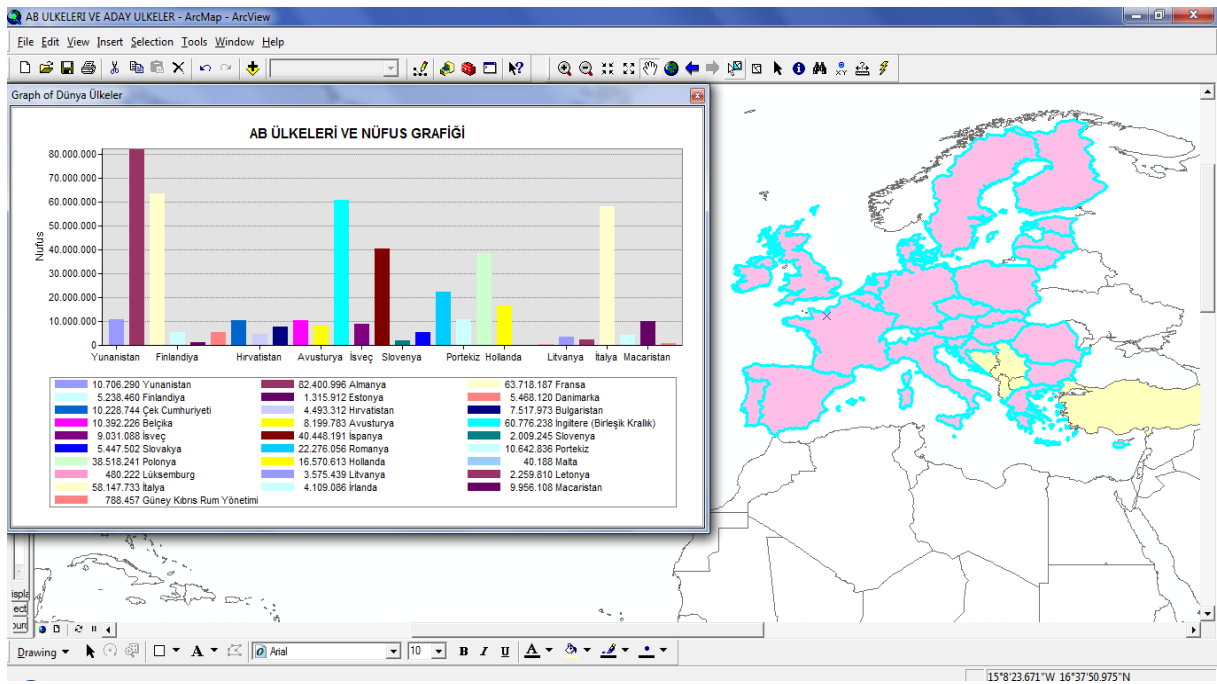 AB ULKELERI VE ADAY ULKELER - ArcMap - ArcView
File Edit View Insert Selection Tools Window Help
Graph of Dünya Ülkeler
AB ÜLKELERİ VE NÜFUS GRAFİĞİ
80.000.000
70.000.000
60.000.000
50.000.000
40.000.000
30.000.000
20.000.000
10.000.000
0
Nufus
Yunanistan Finlandiya Hırvatistan Avusturya İsveç Slovenya Portekiz Hollanda Litvanya İtalya Macaristan
10.706.290 Yunanistan 82.400.996 Almanya 63.718.187 Fransa
5.238.460 Finlandiya 1.315.912 Estonya 5.468.120 Danimarka
10.228.744 Çek Cumhuriyeti 4.493.312 Hırvatistan 7.517.973 Bulgaristan
10.392.226 Belçika 8.199.783 Avusturya 60.776.238 İngiltere (Birleşik Krallık)
9.031.088 İsveç 40.448.191 İspanya 2.009.245 Slovenya
5.447.502 Slovakya 22.276.056 Romanya 10.642.836 Portekiz
38.518.241 Polonya 16.570.613 Hollanda 40.188 Malta
480.222 Lüksemburg 3.575.439 Litvanya 2.259.810 Letonya
58.147.733 İtalya 4.109.086 İrlanda 9.956.108 Macaristan
788.457 Güney Kıbrıs Rum Yönetimi
Drawing Arial 10 B I U A
15°8'23.671"W 16°37'50.975"N